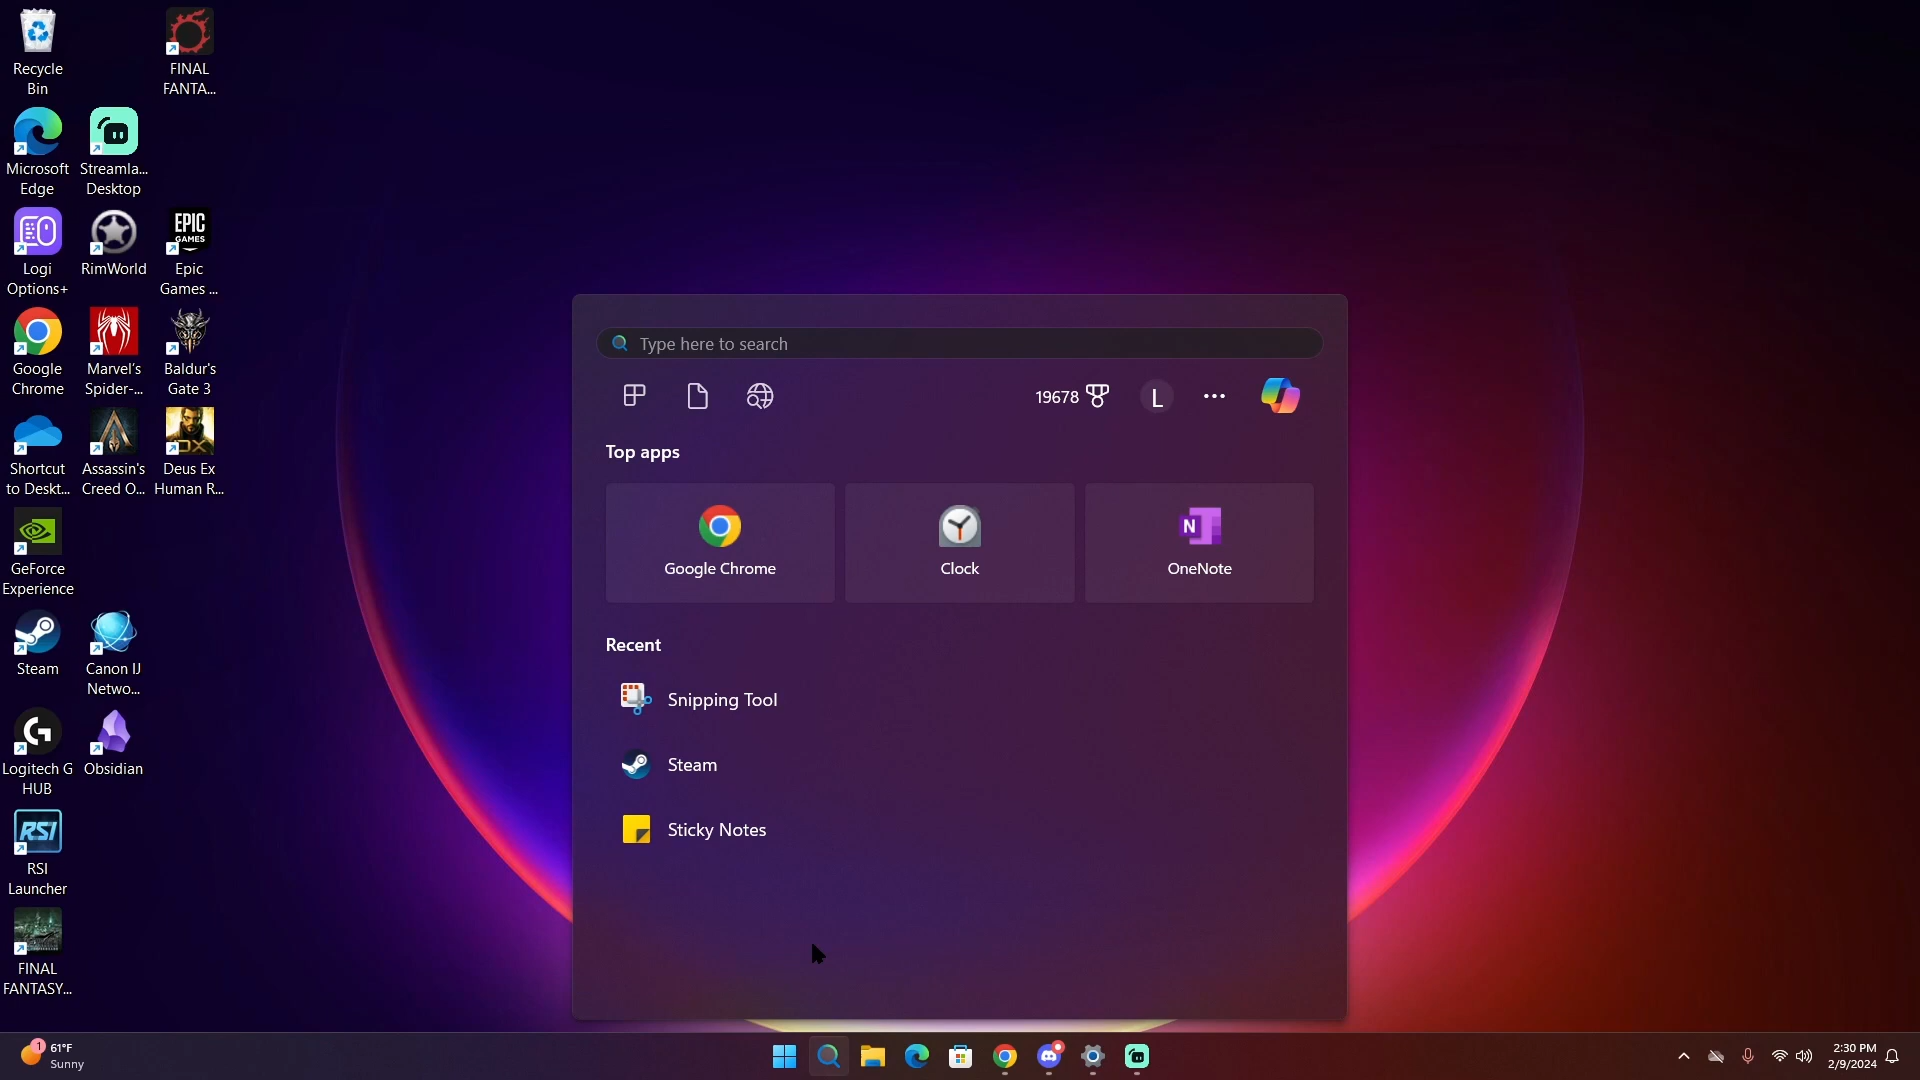 Recycle
Bin
FINAL
FANTA...
Microsoft
Edge
Streamla...
Desktop
Logi
Options+
RimWorld
EPIC
GAMES
Epic
Games ...
Google
Chrome
Marvel's
Spider-...
Baldur's
Gate 3
Shortcut
to Deskt...
Assassin's
Creed O...
DX
Deus Ex
Human R...
GeForce
Experience
Steam
Canon IJ
Netwo...
Logitech G
HUB
Obsidian
RSI
RSI
Launcher
FINAL
FANTASY...
Type here to search
19678
L
Top apps
Google Chrome
Clock
N
OneNote
Recent
Snipping Tool
Steam
Sticky Notes
1
61°F
Sunny
2:30 PM
2/9/2024